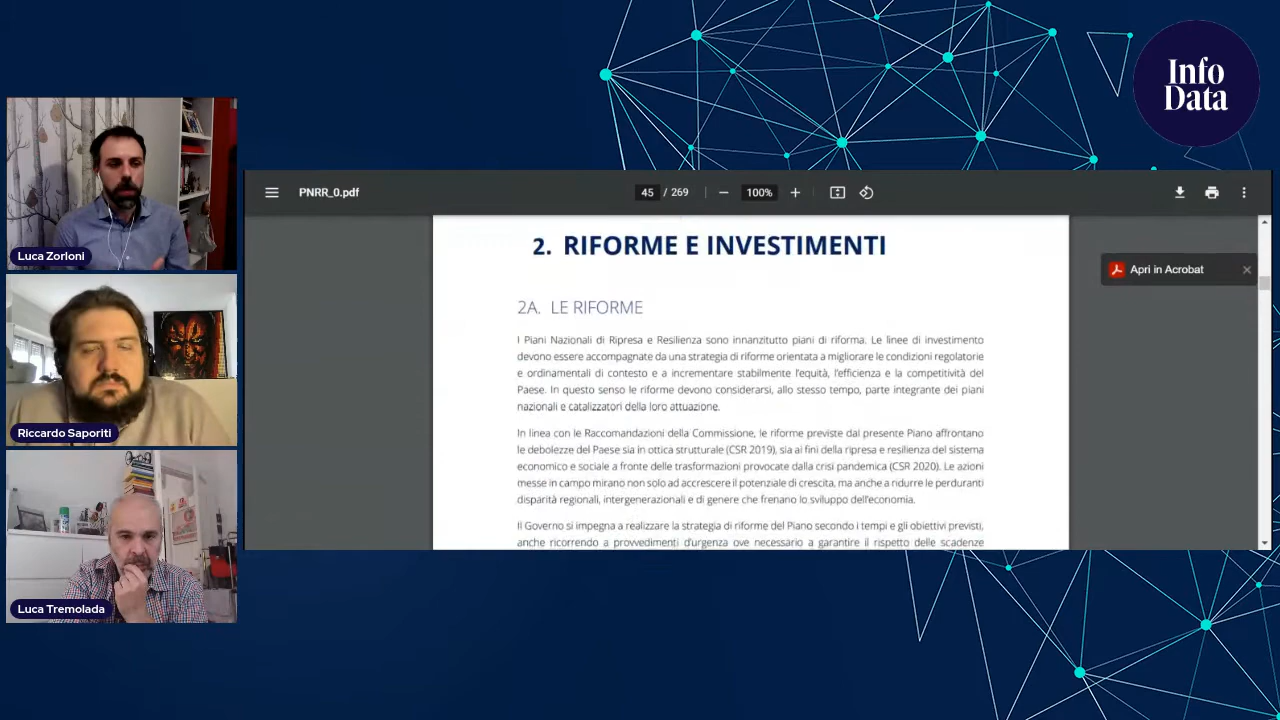 Info
Data
Luca Zorloni
Riccardo Saporiti
Luca Tremolada
PNRR_0.pdf
45 / 269
100%
Apri in Acrobat
2. RIFORME E INVESTIMENTI
2A. LE RIFORME
I Piani Nazionali di Ripresa e Resilienza sono innanzitutto piani di riforma. Le linee di investimento
devono essere accompagnate da una strategia di riforme orientata a migliorare le condizioni regolatorie
e ordinamentali di contesto e a incrementare stabilmente l'equità, l'efficienza e la competitività del
Paese. In questo senso le riforme devono considerarsi, allo stesso tempo, parte integrante dei piani
nazionali e catalizzatori della loro attuazione.
In linea con le Raccomandazioni della Commissione, le riforme previste dal presente Piano affrontano
le debolezze del Paese sia in ottica strutturale (CSR 2019), sia ai fini della ripresa e resilienza del sistema
economico e sociale a fronte delle trasformazioni provocate dalla crisi pandemica (CSR 2020). Le azioni
messe in campo mirano non solo ad accrescere il potenziale di crescita, ma anche a ridurre le perduranti
disparità regionali, intergenerazionali e di genere che frenano lo sviluppo dell'economia.
Il Governo si impegna a realizzare la strategia di riforme del Piano secondo i tempi e gli obiettivi previsti,
anche ricorrendo a provvedimenti d'urgenza ove necessario a garantire il rispetto delle scadenze